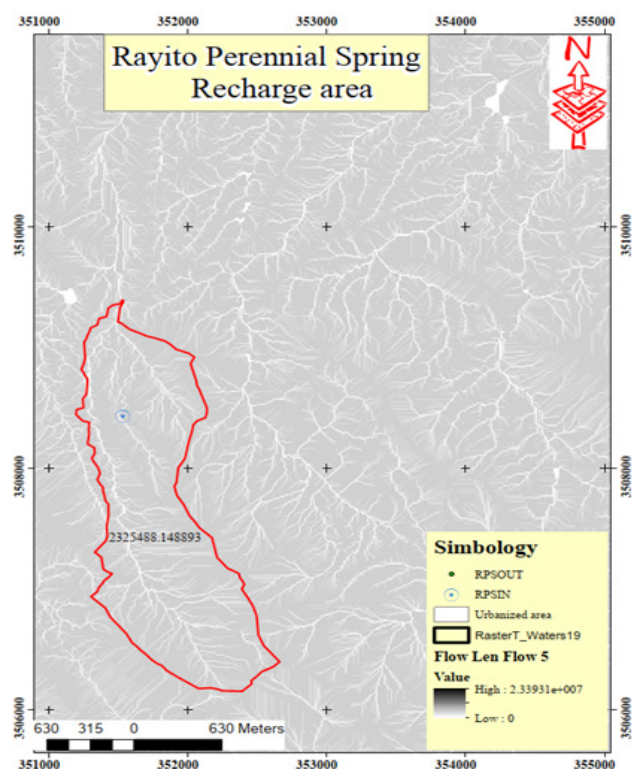 351000 352000 353000 354000 355000
Rayito Perennial Spring
Recharge area
N
3510000 3510000
3508000 3508000
2325488.148893
Simbology
RPSOUT
RPSIN
Urbanized area
RasterT_Waters19
Flow Len Flow 5
Value
High : 2.33931e+007
Low : 0
3506000 3506000
630 315 0 630 Meters
351000 352000 353000 354000 355000